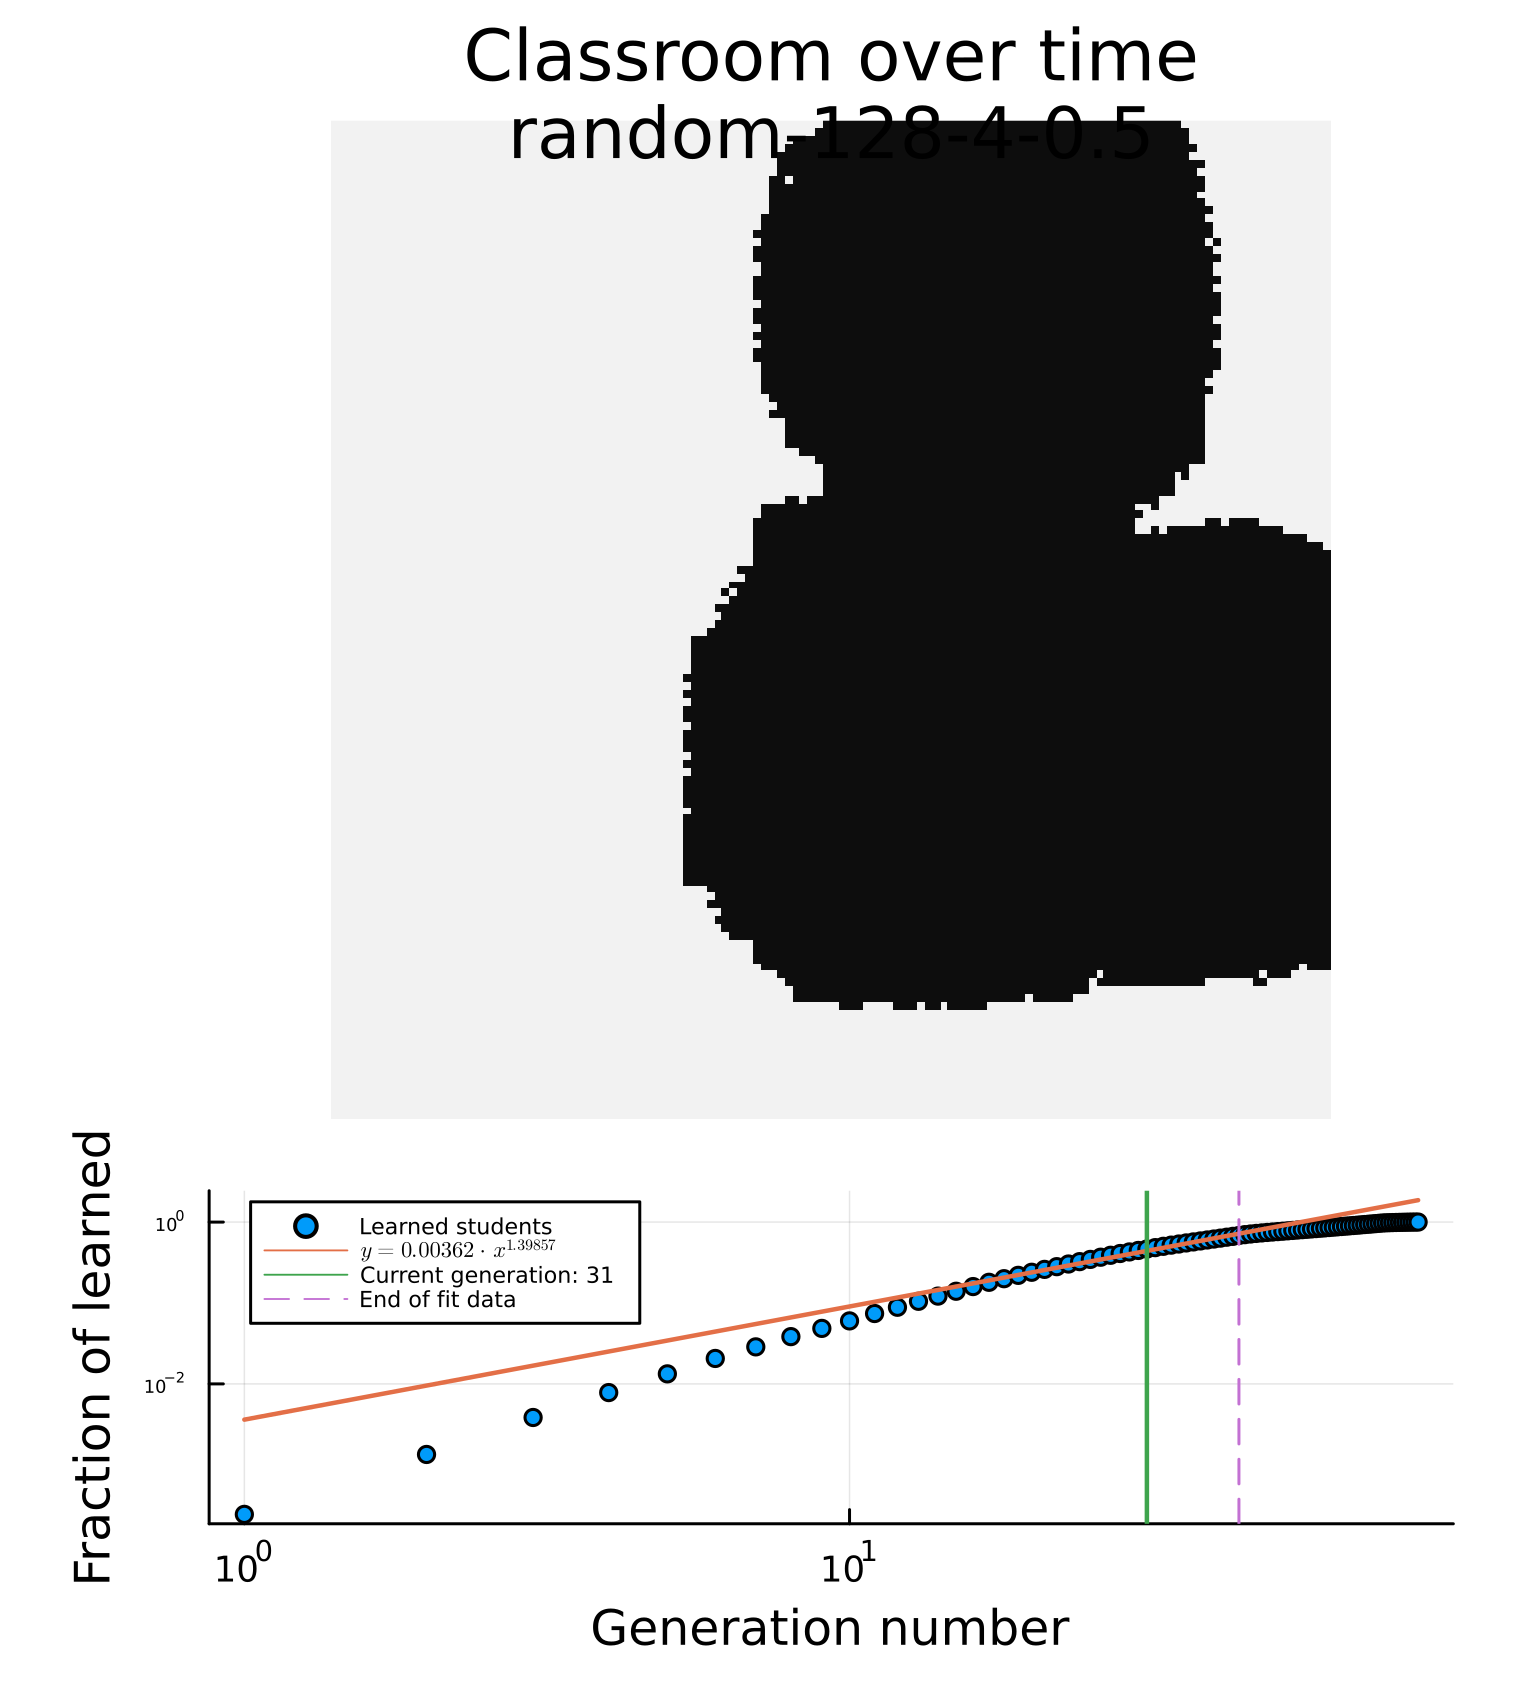 Classroom over time
random-128-4-0.5
Fraction of learned
10^0
10^-2
Learned students
y = 0.00362 · x^1.39857
Current generation: 31
End of fit data
10^0
10^1
Generation number